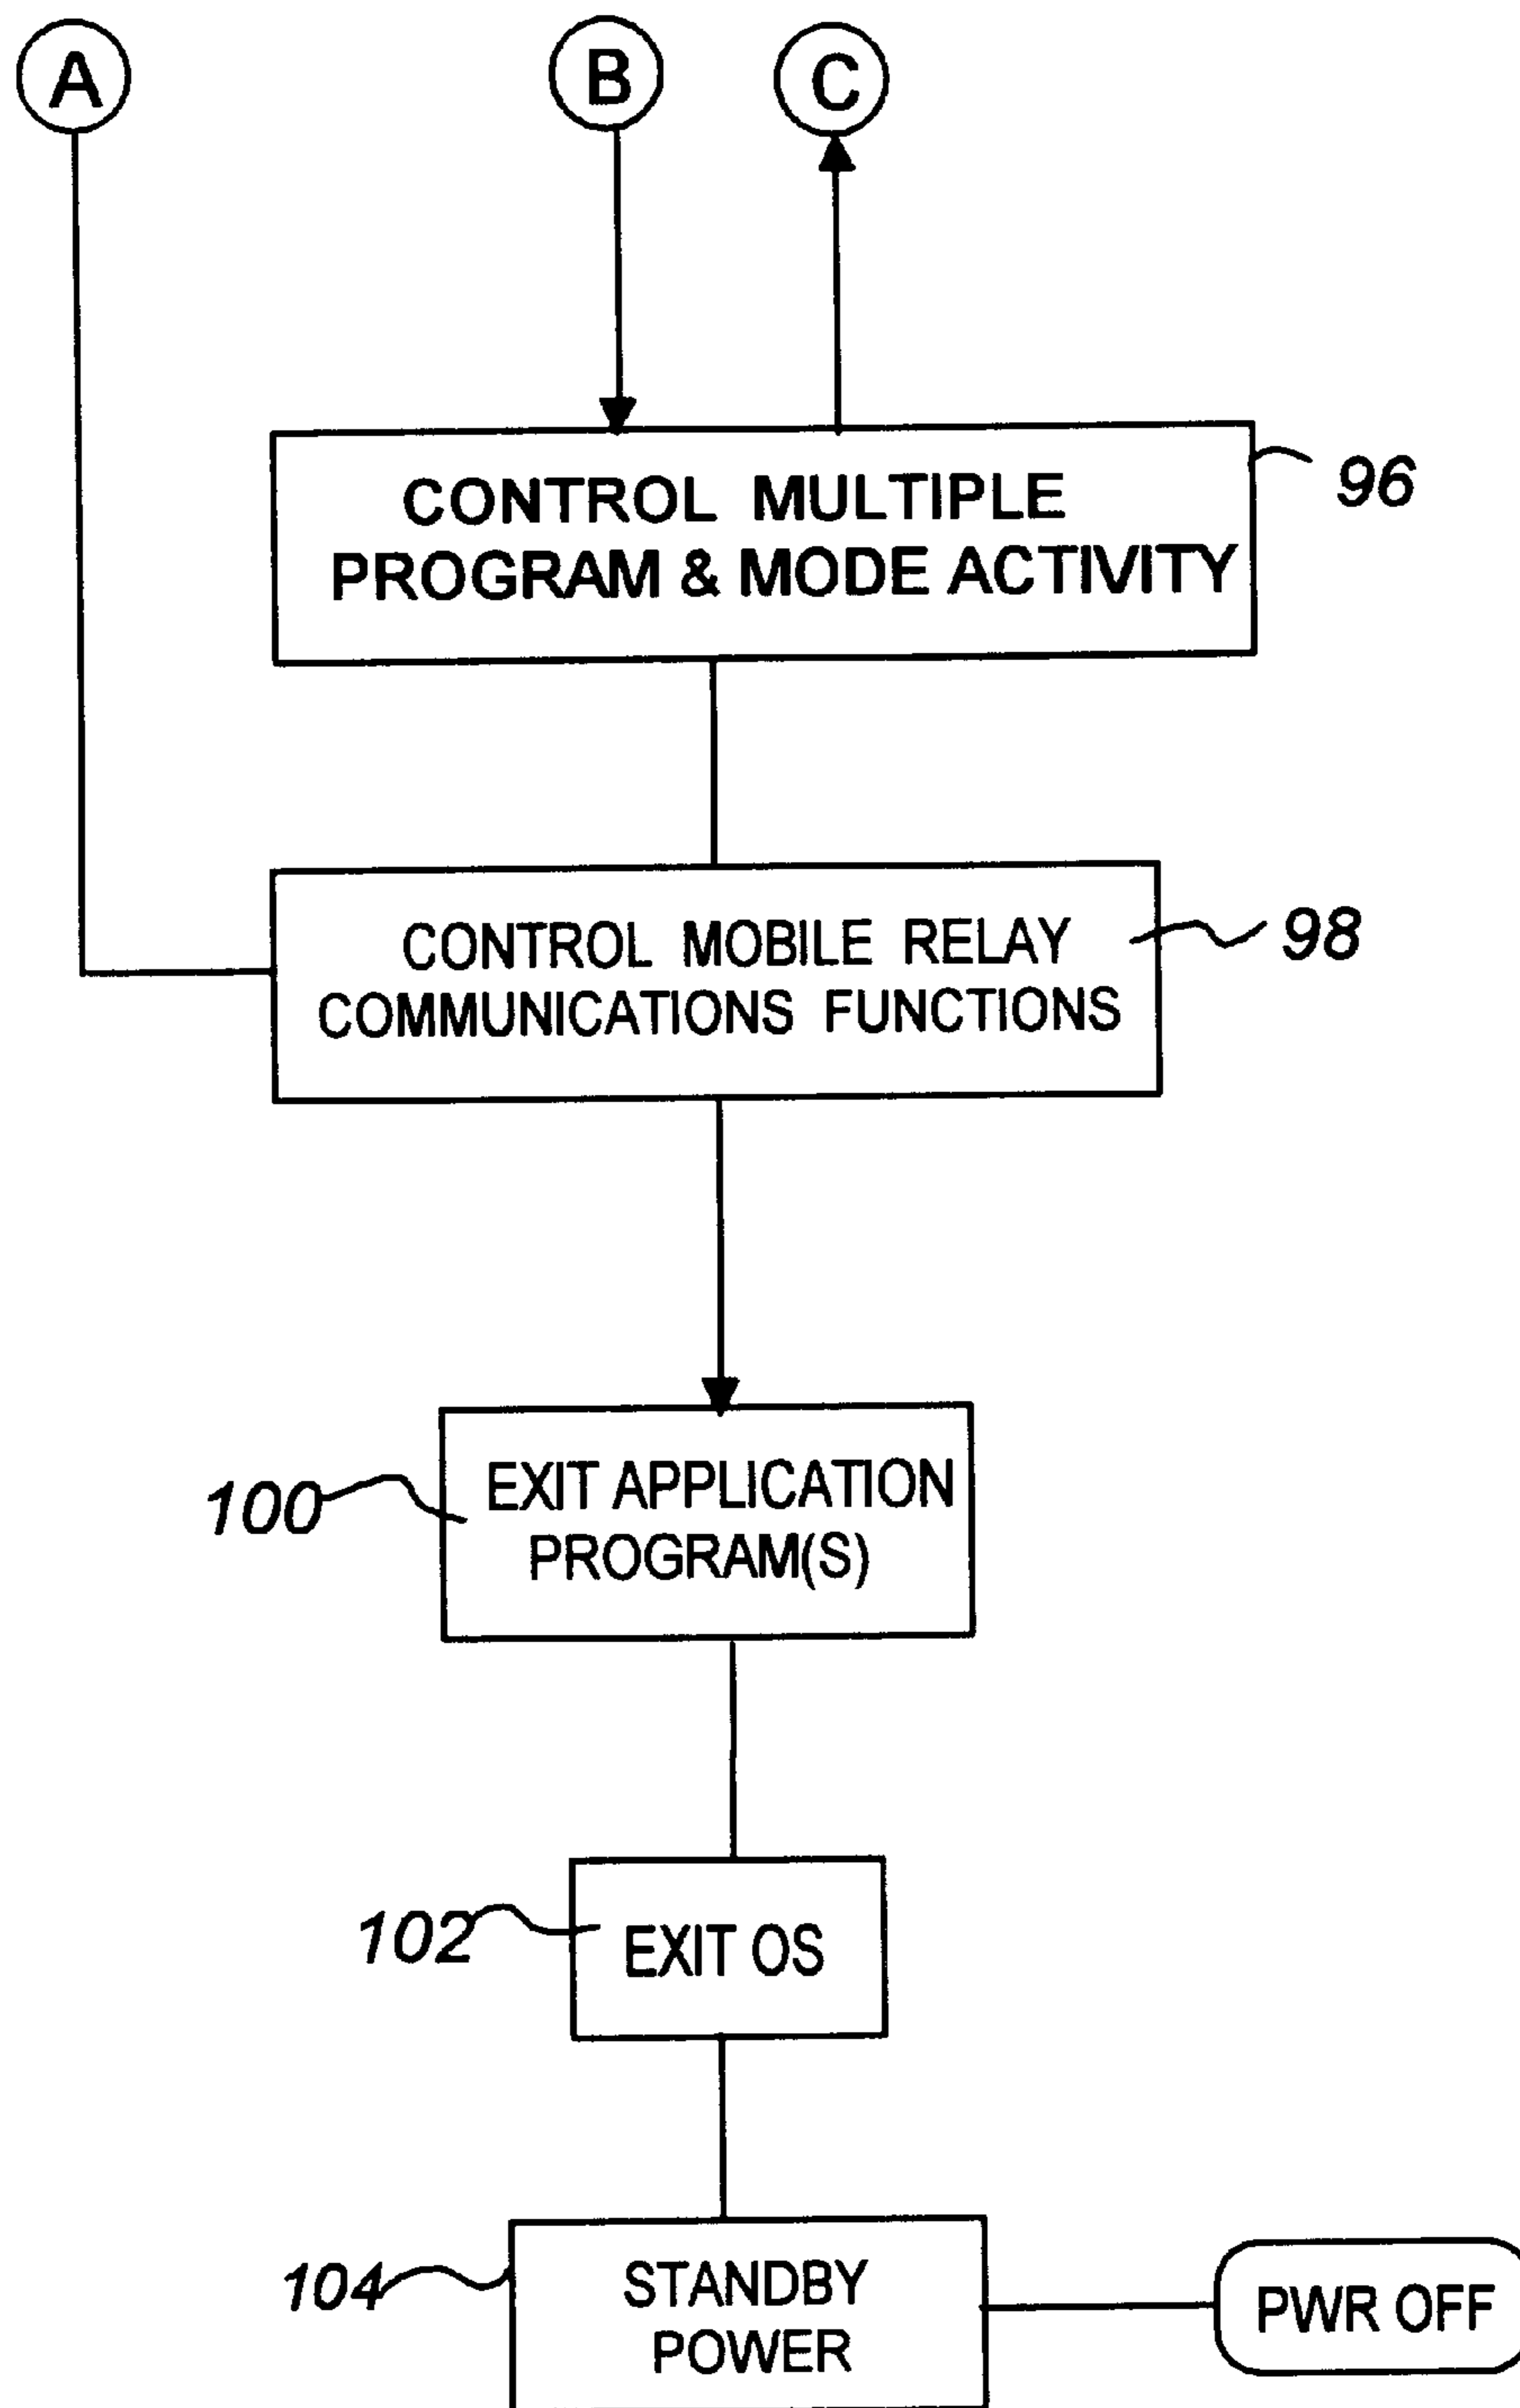 A
B
C
CONTROL MULTIPLE
PROGRAM & MODE ACTIVITY
96
CONTROL MOBILE RELAY
COMMUNICATIONS FUNCTIONS
98
100
EXIT APPLICATION
PROGRAM(S)
102
EXIT OS
104
STANDBY
POWER
PWR OFF